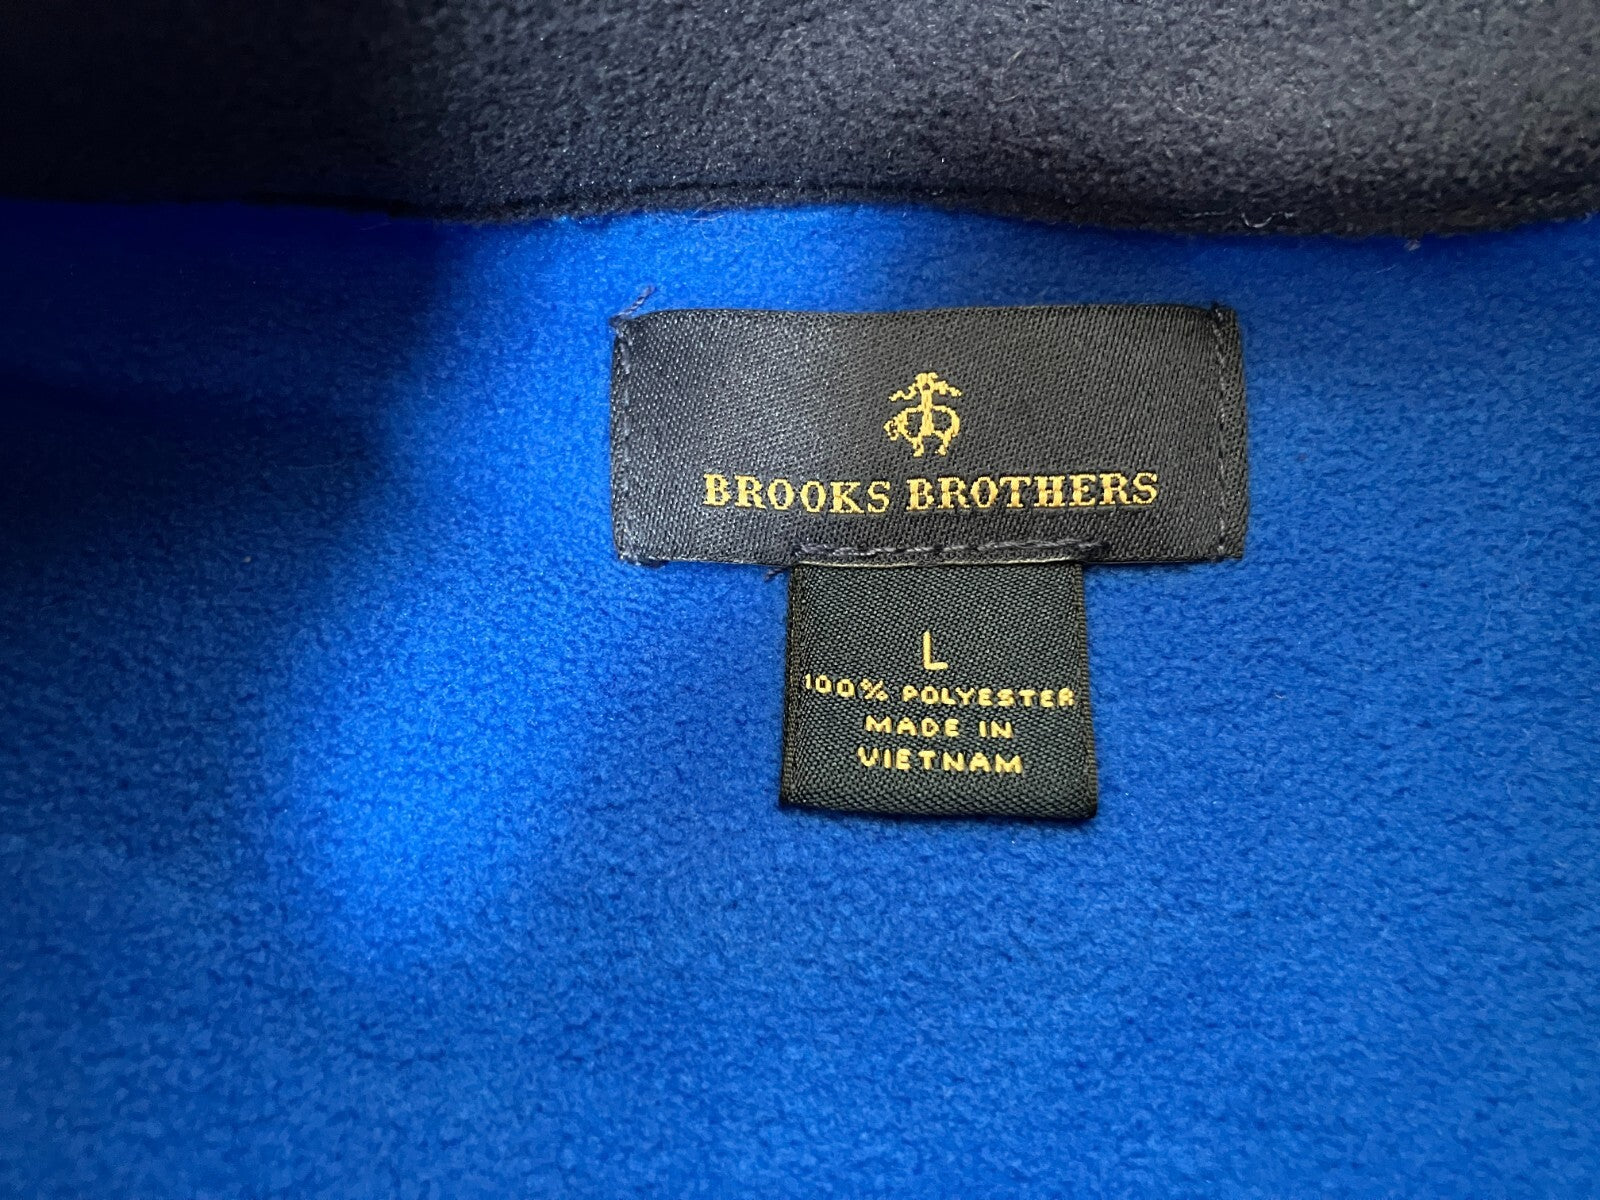 BROOKS BROTHERS
L
100% POLYESTER
MADE IN
VIETNAM